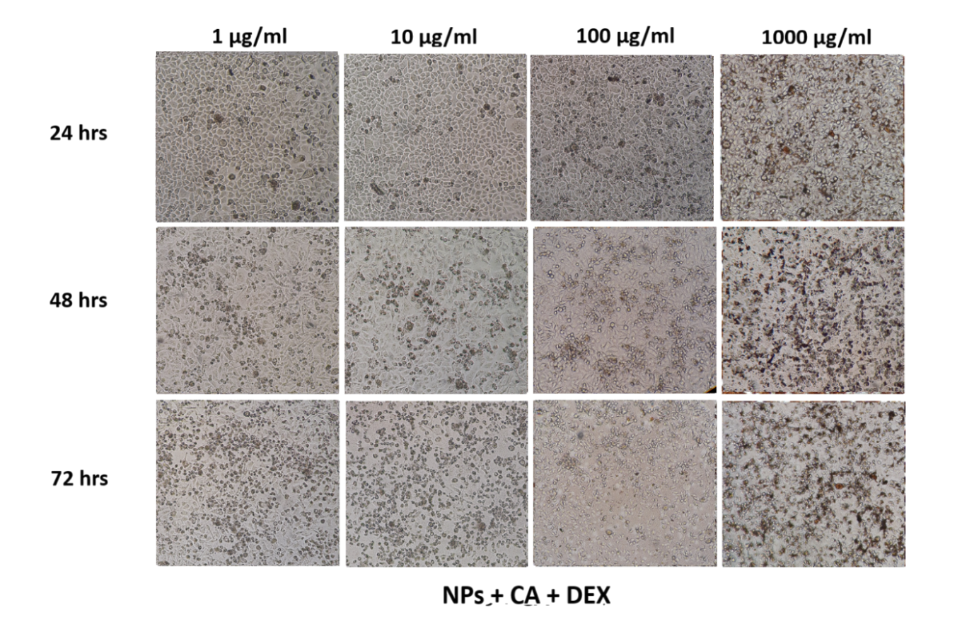 1 µg/ml 10 µg/ml 100 µg/ml 1000 µg/ml
24 hrs
48 hrs
72 hrs
NPs + CA + DEX